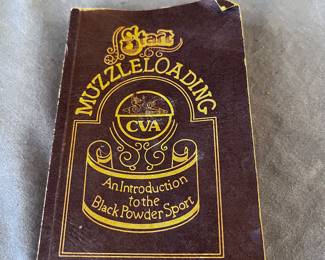 Start
MUZZLELOADING
CVA
An Introduction
to the
Black Powder Sport